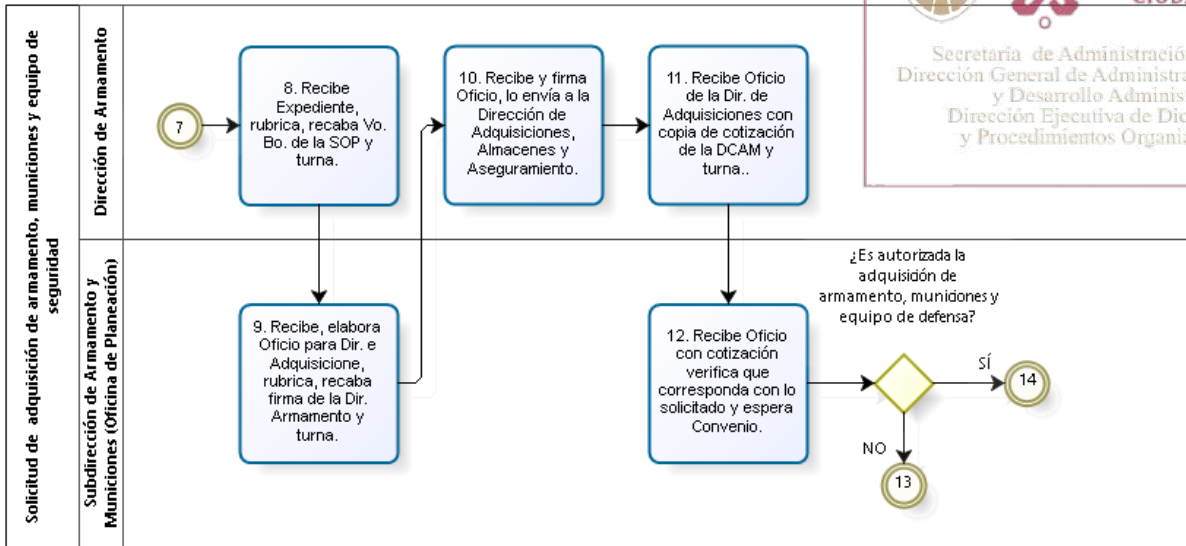 Solicitud de adquisición de armamento, municiones y equipo de
seguridad
Dirección de Armamento
7
8. Recibe
Expediente,
rubrica, recaba Vo.
Bo. de la SOP y
turna.
10. Recibe y firma
Oficio, lo envía a la
Dirección de
Adquisiciones,
Almacenes y
Aseguramiento.
11. Recibe Oficio
de la Dir. de
Adquisiciones con
copia de cotización
de la DCAM y
turna..
Secretaría de Administración
Dirección General de
y Desarrollo
Dirección Ejecutiva de
y Procedimientos
Subdirección de Armamento y
Municiones (Oficina de Planeación)
9. Recibe, elabora
Oficio para Dir. e
Adquisicione,
rubrica, recaba
firma de la Dir.
Armamento y
turna.
12. Recibe Oficio
con cotización
verifica que
corresponda con lo
solicitado y espera
Convenio.
¿Es autorizada la
adquisición de
armamento, municiones y
equipo de defensa?
SÍ
14
NO
13